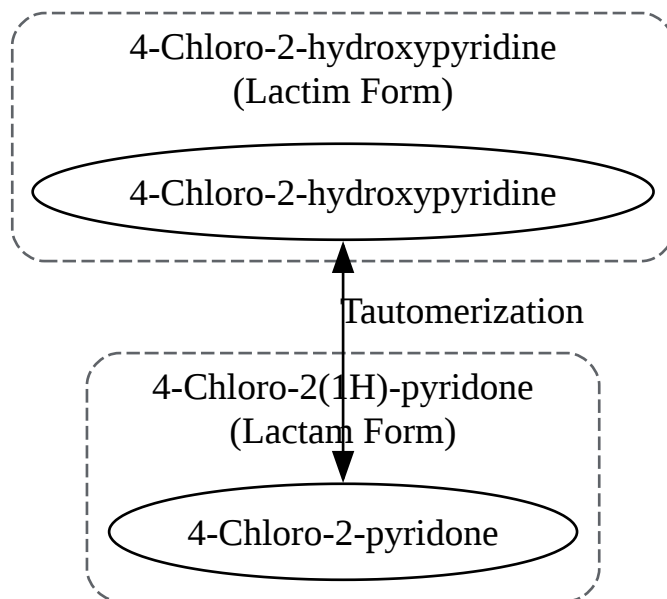 4-Chloro-2-hydroxypyridine
(Lactim Form)
4-Chloro-2-hydroxypyridine
Tautomerization
4-Chloro-2(1H)-pyridone
(Lactam Form)
4-Chloro-2-pyridone